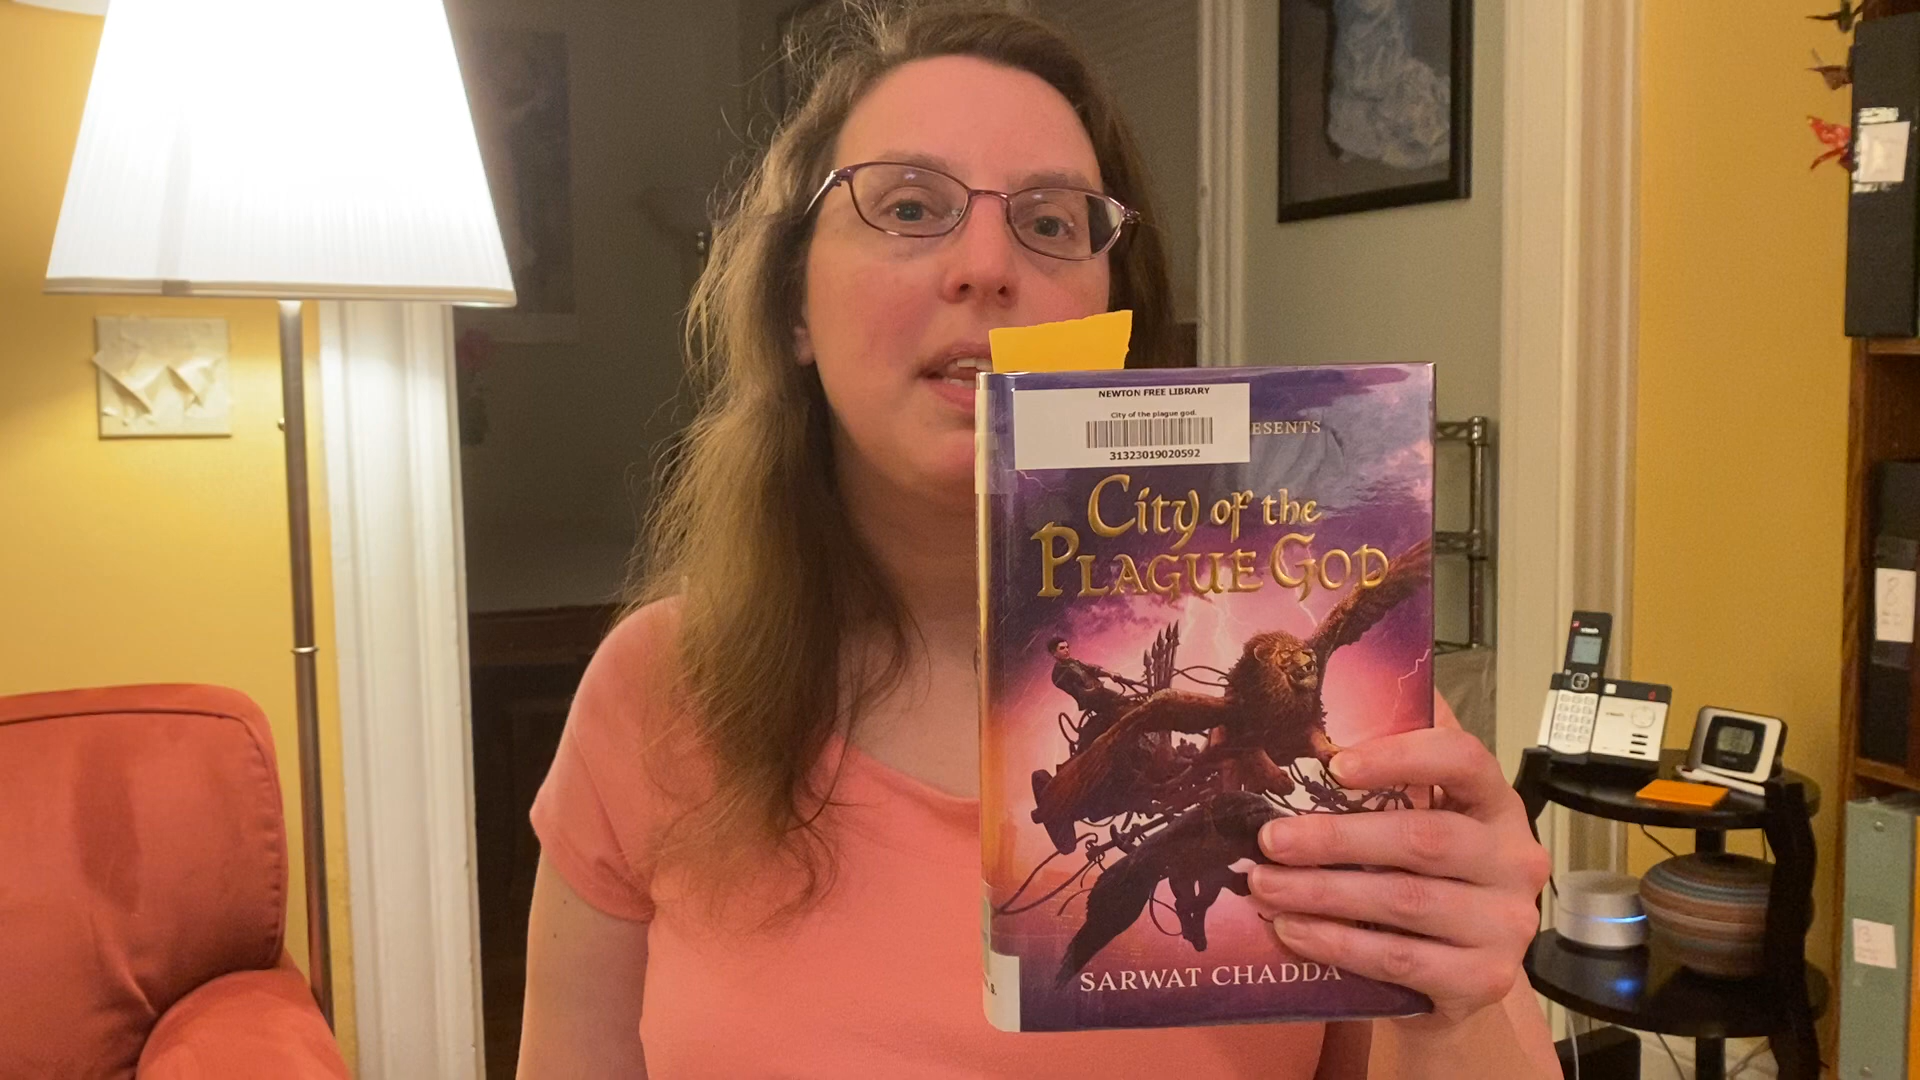 NEWTON FREE LIBRARY
City of the plague god.
31323019020592
ESENTS
City of the
PLAGUE GOD
SARWAT CHADDA